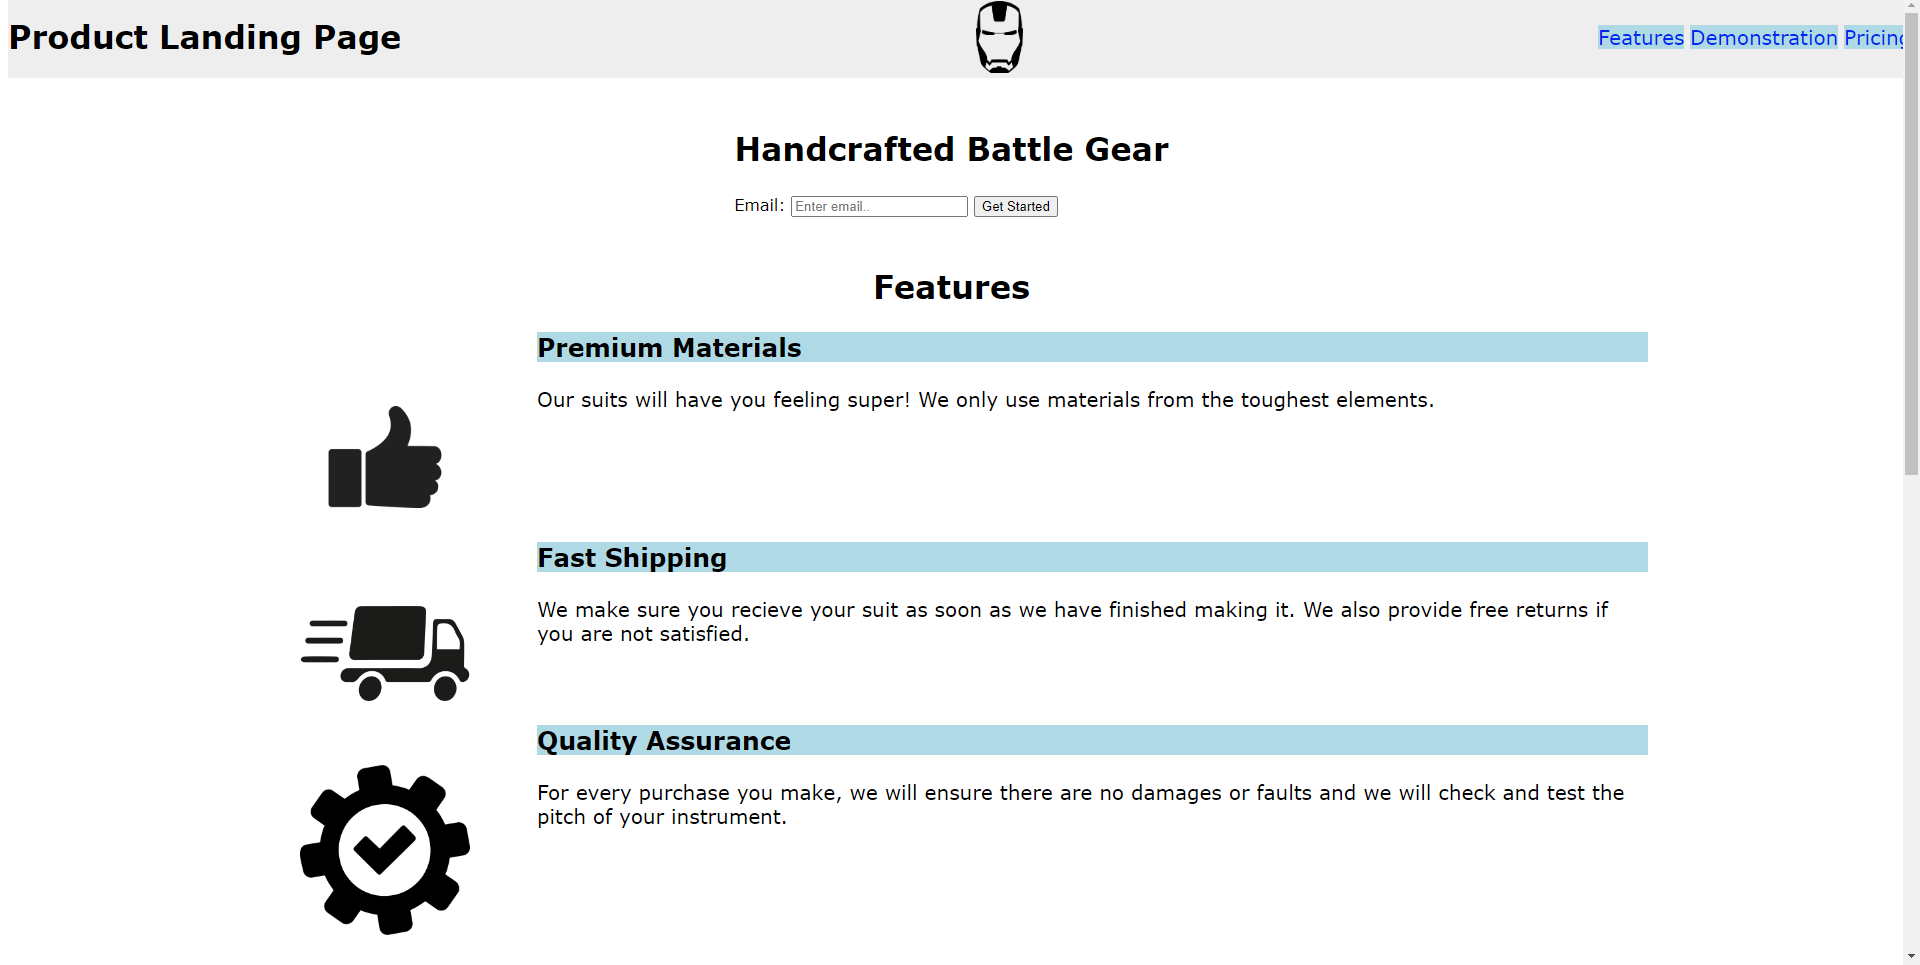 Product Landing Page
Features Demonstration Pricing
Handcrafted Battle Gear
Email: Enter email.. Get Started
Features
Premium Materials
Our suits will have you feeling super! We only use materials from the toughest elements.
Fast Shipping
We make sure you recieve your suit as soon as we have finished making it. We also provide free returns if
you are not satisfied.
Quality Assurance
For every purchase you make, we will ensure there are no damages or faults and we will check and test the
pitch of your instrument.